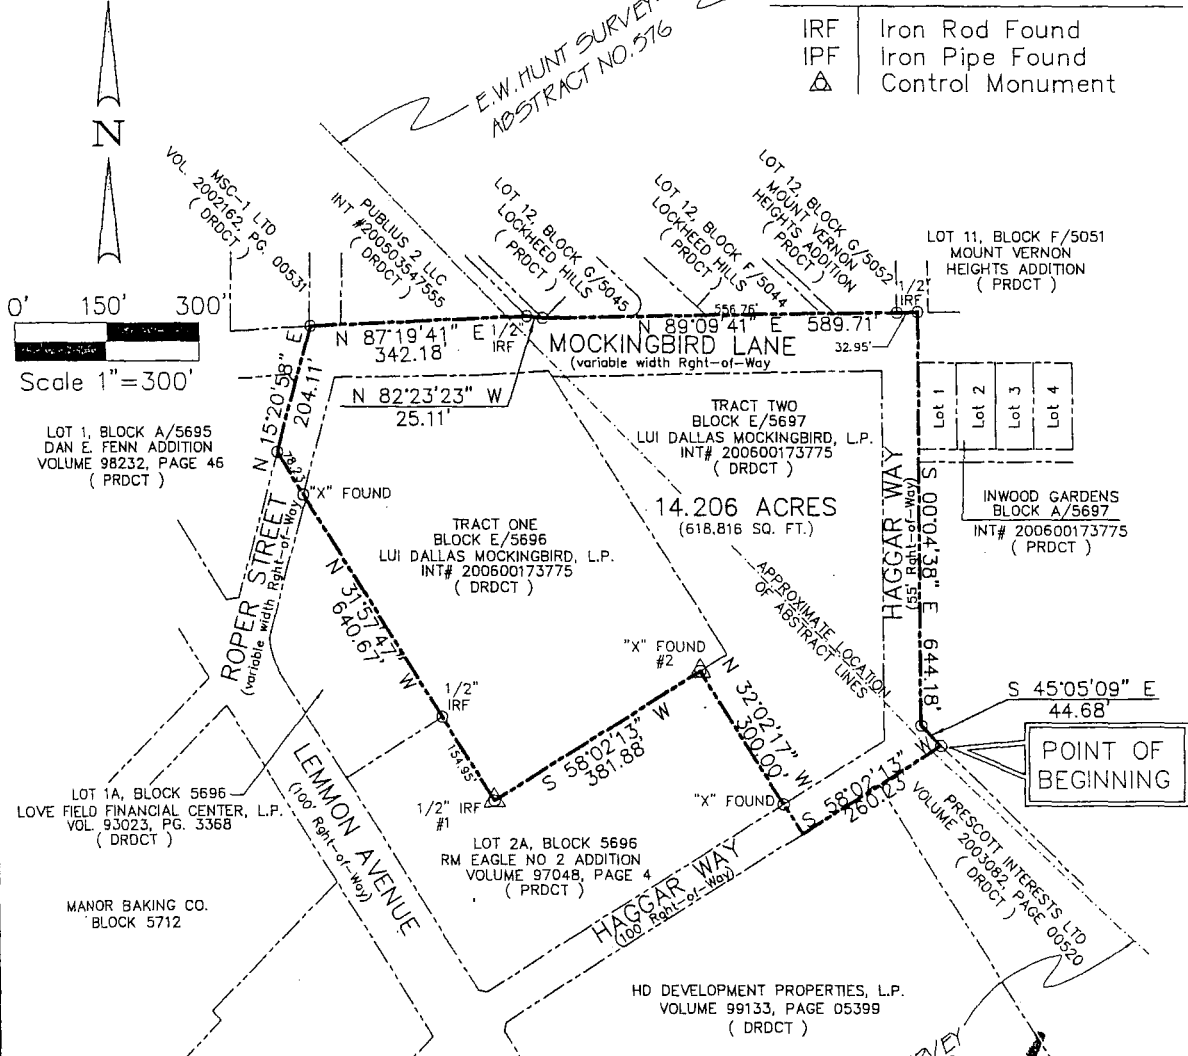 E.W. HUNT SURVEY
ABSTRACT NO. 576
IRF Iron Rod Found
IPF Iron Pipe Found
Control Monument
N
0' 150' 300'
Scale 1"=300'
MSC-1 LTD
VOL. 2002162, PG. 00531
( DRDCT )
PUBLIUS 2 LLC
INT #200503547555
( DRDCT )
LOT 12, BLOCK G/5045
LOCKHEED HILLS
( PRDCT )
LOT 12, BLOCK F/5044
LOCKHEED HILLS
( PRDCT )
LOT 12, BLOCK G/5052
MOUNT VERNON
HEIGHTS ADDITION
( PRDCT )
LOT 11, BLOCK F/5051
MOUNT VERNON
HEIGHTS ADDITION
( PRDCT )
1/2"
IRF
N 87°19'41" E
342.18'
1/2"
IRF
556.76'
N 89°09'41" E 589.71'
32.95'
MOCKINGBIRD LANE
(variable width Rght-of-Way
N 82°23'23" W
25.11'
N 15°20'58" E
204.11'
LOT 1, BLOCK A/5695
DAN E. FENN ADDITION
VOLUME 98232, PAGE 46
( PRDCT )
78.23'
"X" FOUND
TRACT TWO
BLOCK E/5697
LUI DALLAS MOCKINGBIRD, L.P.
INT# 200600173775
( DRDCT )
14.206 ACRES
(618,816 SQ. FT.)
Lot 1
Lot 2
Lot 3
Lot 4
INWOOD GARDENS
BLOCK A/5697
INT# 200600173775
( PRDCT )
HAGGAR WAY
(55' Rght-of-Way)
S 00°04'38" E 644.18'
TRACT ONE
BLOCK E/5696
LUI DALLAS MOCKINGBIRD, L.P.
INT# 200600173775
( DRDCT )
ROPER STREET
(variable width Rght-of-Way)
N 31°57'47" W
640.67'
APPROXIMATE LOCATION
OF ABSTRACT LINES
"X" FOUND
#2
N 32°02'17" W
300.00'
1/2"
IRF
154.95'
S 58°02'13" W
381.88
1/2" IRF
#1
S 45°05'09" E
44.68'
POINT OF
BEGINNING
"X" FOUND
S 58°02'13" W
260.23'
LOT 1A, BLOCK 5696
LOVE FIELD FINANCIAL CENTER, L.P.
VOL. 93023, PG. 3368
( DRDCT )
LEMMON AVENUE
(100' Rght-of-Way)
LOT 2A, BLOCK 5696
RM EAGLE NO 2 ADDITION
VOLUME 97048, PAGE 4
( PRDCT )
HAGGAR WAY
(100' Rght-of-Way)
PRESCOTT INTERESTS LTD
VOLUME 2003082, PAGE 00520
( DRDCT )
MANOR BAKING CO.
BLOCK 5712
HD DEVELOPMENT PROPERTIES, L.P.
VOLUME 99133, PAGE 05399
( DRDCT )